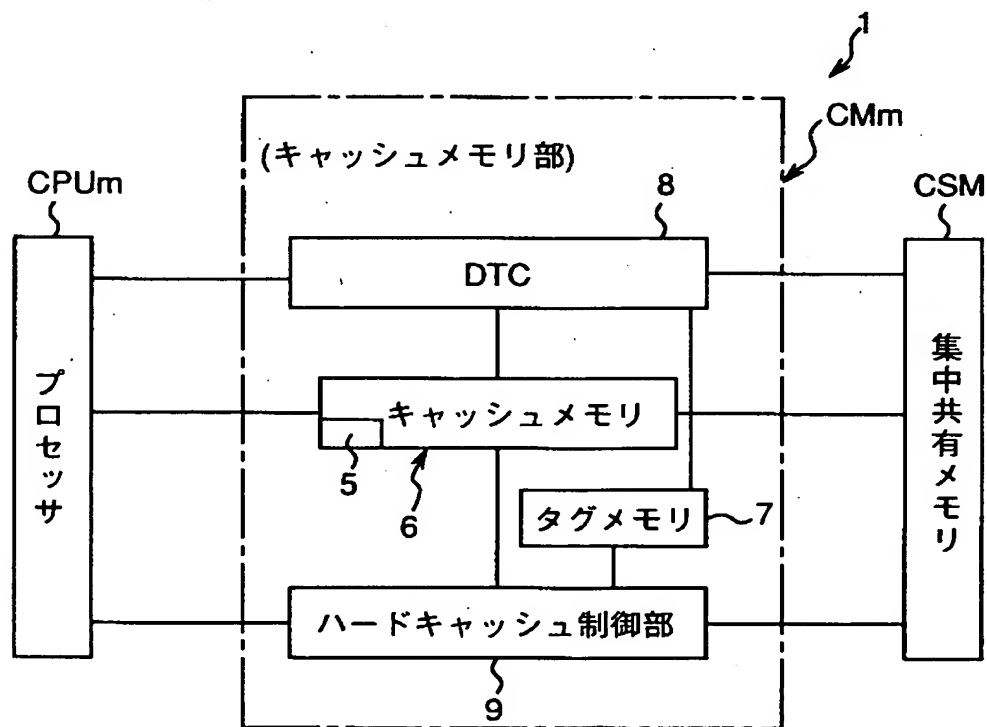 1
CMm
(キャッシュメモリ部)
CPUm
8
CSM
DTC
プロセッサ
キャッシュメモリ
集中共有メモリ
5
6
タグメモリ
7
ハードキャッシュ制御部
9